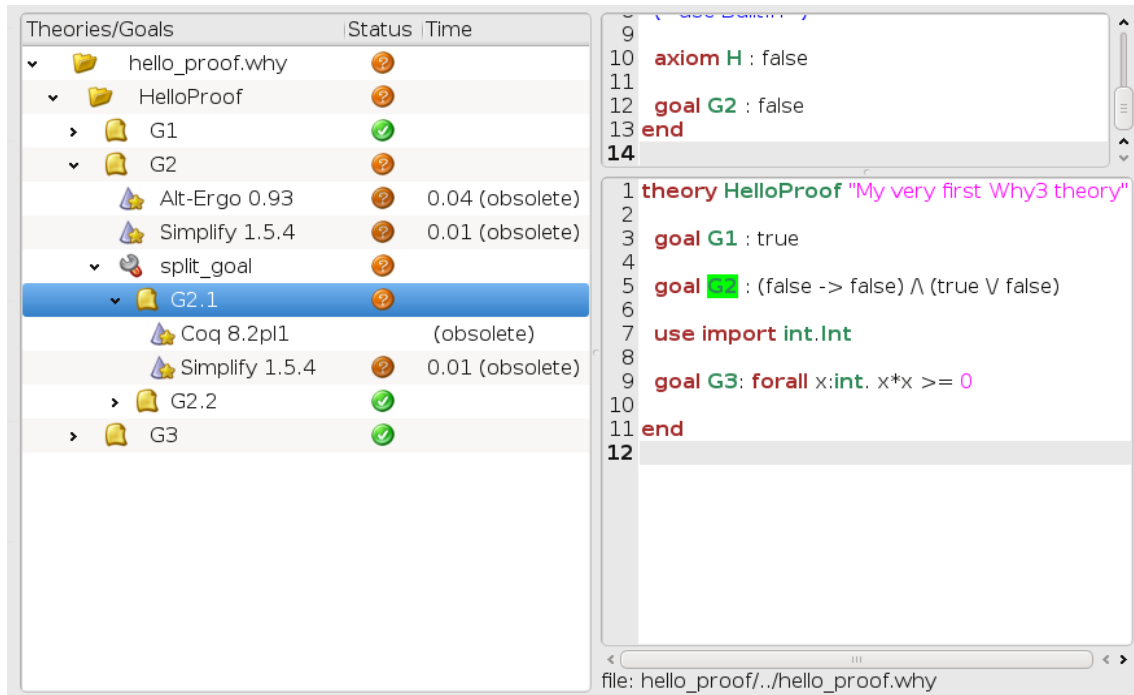 Theories/Goals Status Time
hello_proof.why
HelloProof
G1
G2
Alt-Ergo 0.93 0.04 (obsolete)
Simplify 1.5.4 0.01 (obsolete)
split_goal
G2.1
Coq 8.2pl1 (obsolete)
Simplify 1.5.4 0.01 (obsolete)
G2.2
G3
9
10 axiom H : false
11
12 goal G2 : false
13 end
14
1 theory HelloProof "My very first Why3 theory"
2
3 goal G1 : true
4
5 goal G2 : (false -> false) /\ (true \/ false)
6
7 use import int.Int
8
9 goal G3: forall x:int. x*x >= 0
10
11 end
12
file: hello_proof/../hello_proof.why